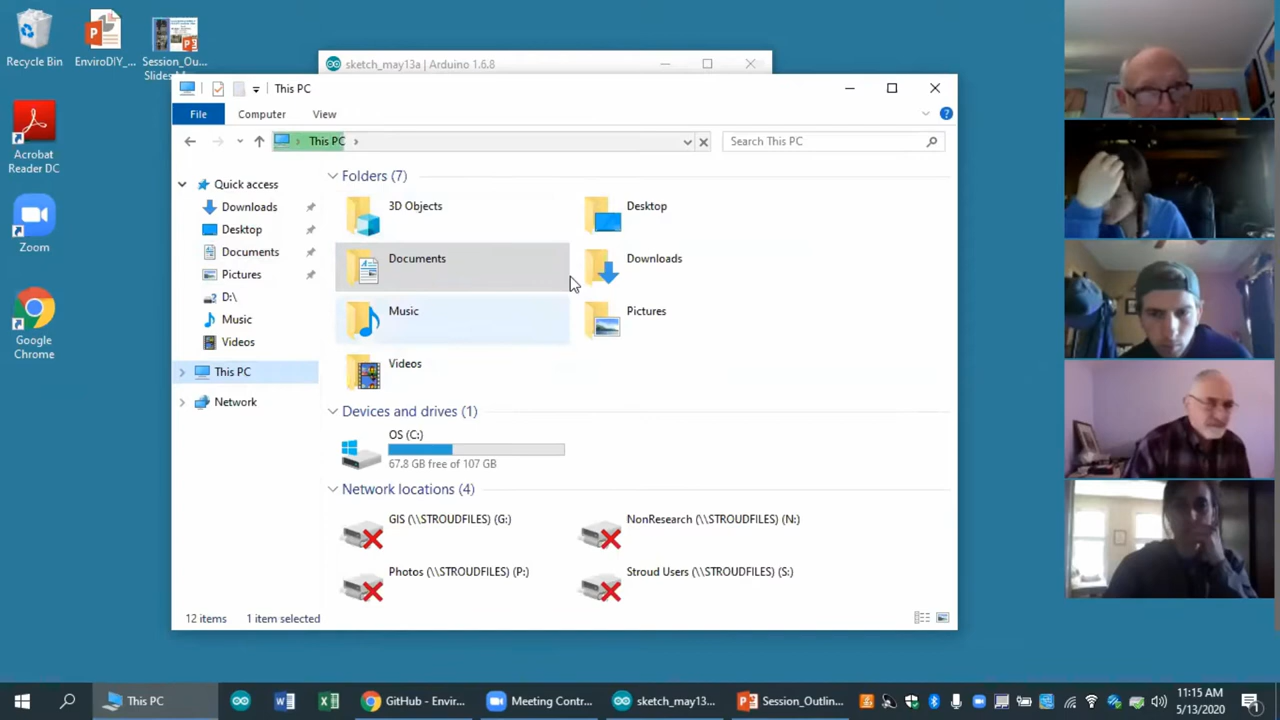 Recycle Bin
EnviroDIY_...
Session_Ou...
Slides
Acrobat
Reader DC
Zoom
Google
Chrome
sketch_may13a | Arduino 1.6.8
This PC
File
Computer
View
This PC
Search This PC
Quick access
Downloads
Desktop
Documents
Pictures
D:\
Music
Videos
This PC
Network
Folders (7)
3D Objects
Desktop
Documents
Downloads
Music
Pictures
Videos
Devices and drives (1)
OS (C:)
67.8 GB free of 107 GB
Network locations (4)
GIS (\\STROUDFILES) (G:)
NonResearch (\\STROUDFILES) (N:)
Photos (\\STROUDFILES) (P:)
Stroud Users (\\STROUDFILES) (S:)
12 items
1 item selected
This PC
GitHub - Envir...
Meeting Contr...
sketch_may13...
Session_Outlin...
11:15 AM
5/13/2020